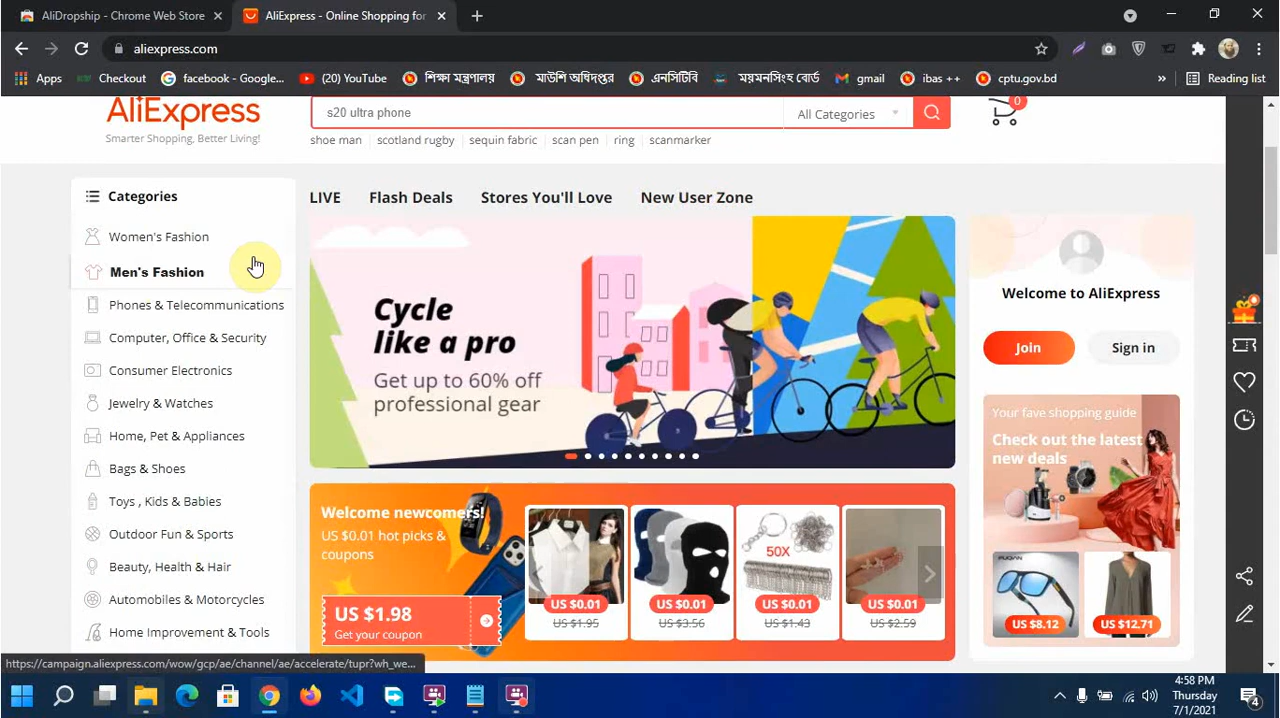 AliDropship - Chrome Web Store
AliExpress - Online Shopping for
aliexpress.com
Apps
Checkout
facebook - Google...
(20) YouTube
শিক্ষা মন্ত্রণালয়
মাউশি অধিদপ্তর
এনসিটিবি
ময়মনসিংহ বোর্ড
gmail
ibas ++
cptu.gov.bd
»
Reading list
AliExpress
Smarter Shopping, Better Living!
s20 ultra phone
All Categories
0
shoe man
scotland rugby
sequin fabric
scan pen
ring
scanmarker
Categories
Women's Fashion
Men's Fashion
Phones & Telecommunications
Computer, Office & Security
Consumer Electronics
Jewelry & Watches
Home, Pet & Appliances
Bags & Shoes
Toys , Kids & Babies
Outdoor Fun & Sports
Beauty, Health & Hair
Automobiles & Motorcycles
Home Improvement & Tools
LIVE
Flash Deals
Stores You'll Love
New User Zone
Cycle
like a pro
Get up to 60% off
professional gear
Welcome to AliExpress
Join
Sign in
Your fave shopping guide
Check out the latest
new deals
US $8.12
US $12.71
Welcome newcomers!
US $0.01 hot picks &
coupons
US $1.98
Get your coupon
US $0.01
US $1.95
US $0.01
US $3.56
50X
US $0.01
US $1.43
US $0.01
US $2.59
https://campaign.aliexpress.com/wow/gcp/ae/channel/ae/accelerate/tupr?wh_we...
4:58 PM
Thursday
7/1/2021
4